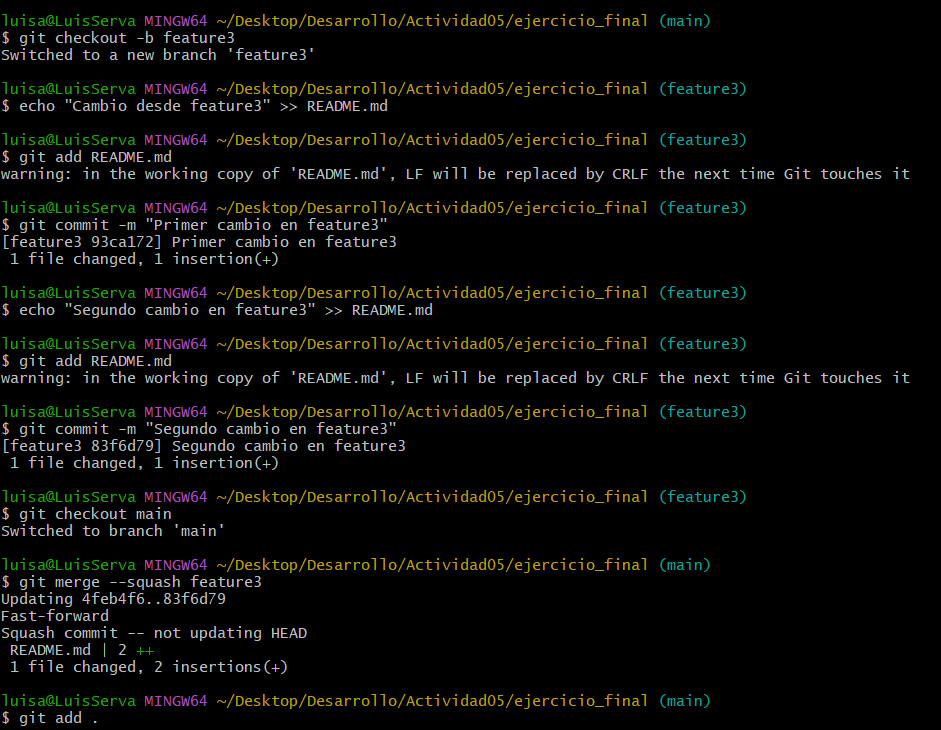 luisa@LuisServa MINGW64 ~/Desktop/Desarrollo/Actividad05/ejercicio_final (main)
$ git checkout -b feature3
Switched to a new branch 'feature3'

luisa@LuisServa MINGW64 ~/Desktop/Desarrollo/Actividad05/ejercicio_final (feature3)
$ echo "Cambio desde feature3" >> README.md

luisa@LuisServa MINGW64 ~/Desktop/Desarrollo/Actividad05/ejercicio_final (feature3)
$ git add README.md
warning: in the working copy of 'README.md', LF will be replaced by CRLF the next time Git touches it

luisa@LuisServa MINGW64 ~/Desktop/Desarrollo/Actividad05/ejercicio_final (feature3)
$ git commit -m "Primer cambio en feature3"
[feature3 93ca172] Primer cambio en feature3
 1 file changed, 1 insertion(+)

luisa@LuisServa MINGW64 ~/Desktop/Desarrollo/Actividad05/ejercicio_final (feature3)
$ echo "Segundo cambio en feature3" >> README.md

luisa@LuisServa MINGW64 ~/Desktop/Desarrollo/Actividad05/ejercicio_final (feature3)
$ git add README.md
warning: in the working copy of 'README.md', LF will be replaced by CRLF the next time Git touches it

luisa@LuisServa MINGW64 ~/Desktop/Desarrollo/Actividad05/ejercicio_final (feature3)
$ git commit -m "Segundo cambio en feature3"
[feature3 83f6d79] Segundo cambio en feature3
 1 file changed, 1 insertion(+)

luisa@LuisServa MINGW64 ~/Desktop/Desarrollo/Actividad05/ejercicio_final (feature3)
$ git checkout main
Switched to branch 'main'

luisa@LuisServa MINGW64 ~/Desktop/Desarrollo/Actividad05/ejercicio_final (main)
$ git merge --squash feature3
Updating 4feb4f6..83f6d79
Fast-forward
Squash commit -- not updating HEAD
 README.md | 2 ++
 1 file changed, 2 insertions(+)

luisa@LuisServa MINGW64 ~/Desktop/Desarrollo/Actividad05/ejercicio_final (main)
$ git add .